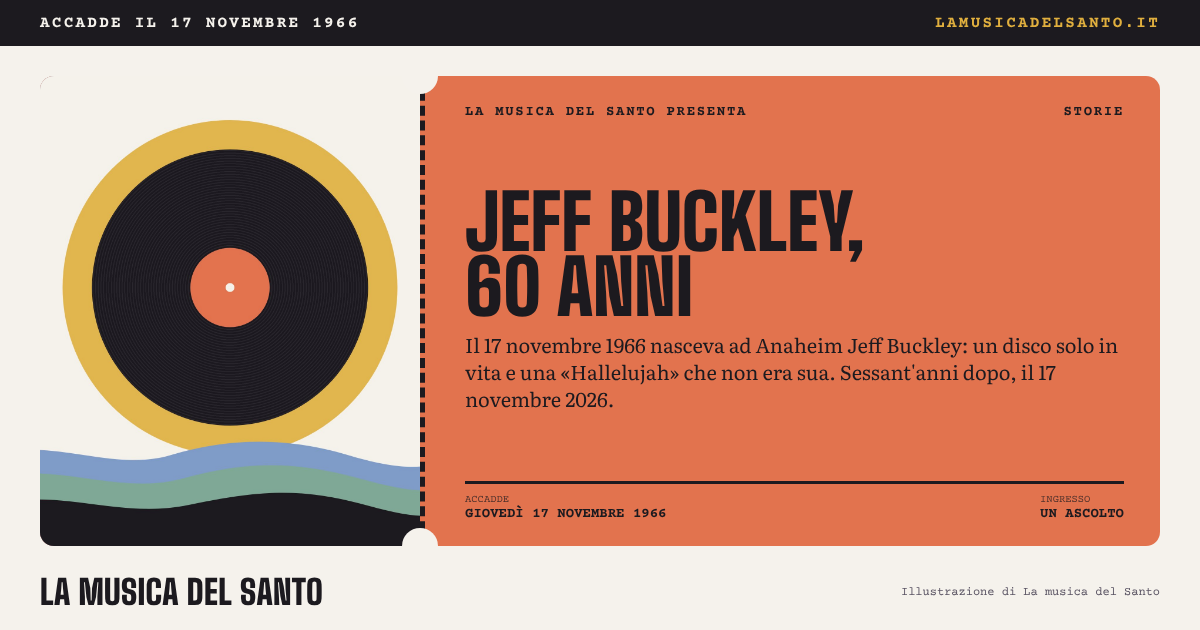 ACCADDE IL 17 NOVEMBRE 1966
LAMUSICADELSANTO.IT
LA MUSICA DEL SANTO PRESENTA
STORIE
JEFF BUCKLEY,
60 ANNI
Il 17 novembre 1966 nasceva ad Anaheim Jeff Buckley: un disco solo in
vita e una «Hallelujah» che non era sua. Sessant'anni dopo, il 17
novembre 2026.
ACCADDE
GIOVEDÌ 17 NOVEMBRE 1966
INGRESSO
UN ASCOLTO
LA MUSICA DEL SANTO
Illustrazione di La musica del Santo